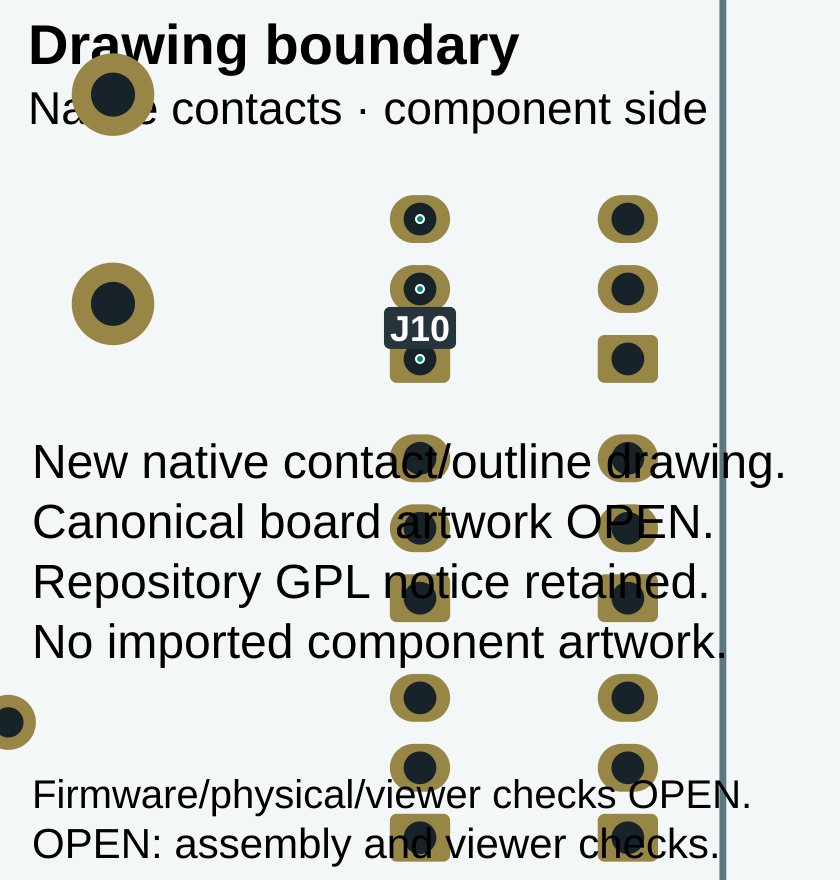 Drawing boundary
contacts · component side
J10
New native contact/outline drawing.
Canonical board artwork OPEN.
Repository GPL notice retained.
No imported component artwork.
Firmware/physical/viewer checks OPEN.
OPEN: assembly and viewer checks.